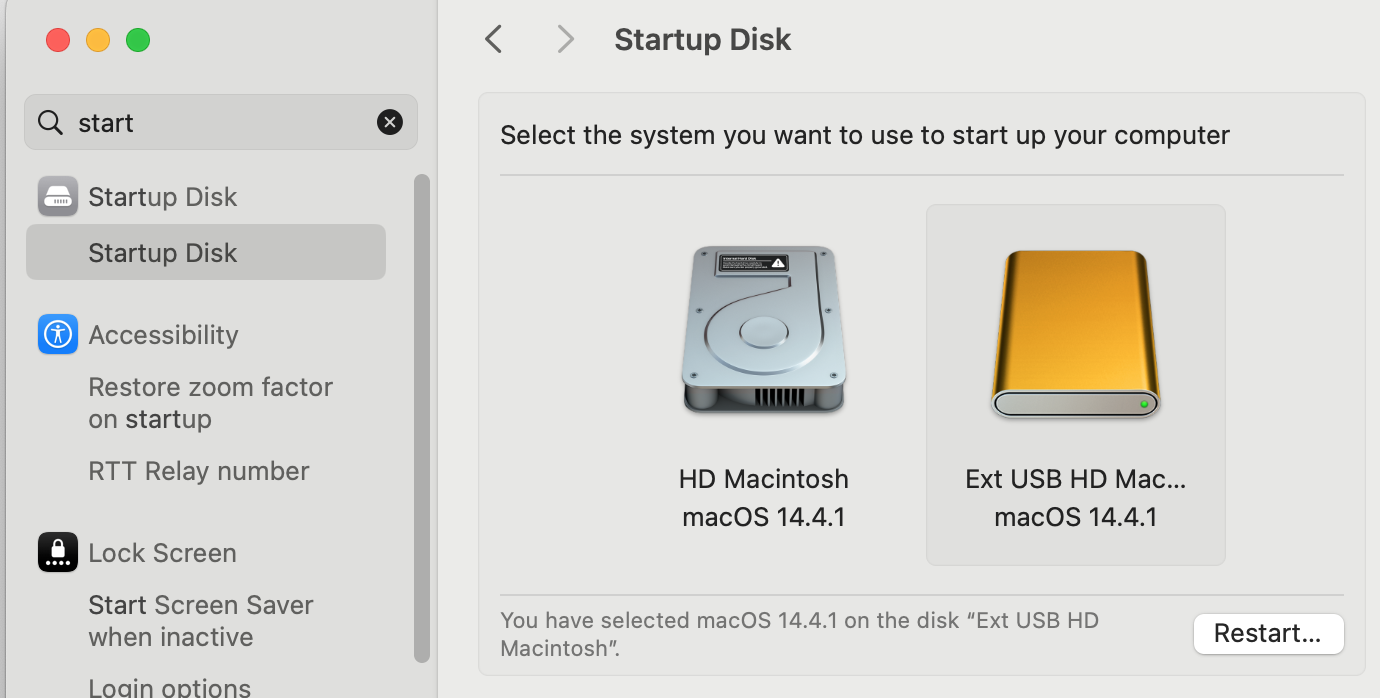 Startup Disk
start
Select the system you want to use to start up your computer
Startup Disk
Startup Disk
Accessibility
Restore zoom factor
on startup
RTT Relay number
Lock Screen
Start Screen Saver
when inactive
Login options
HD Macintosh
macOS 14.4.1
Ext USB HD Mac...
macOS 14.4.1
You have selected macOS 14.4.1 on the disk “Ext USB HD
Macintosh”.
Restart...